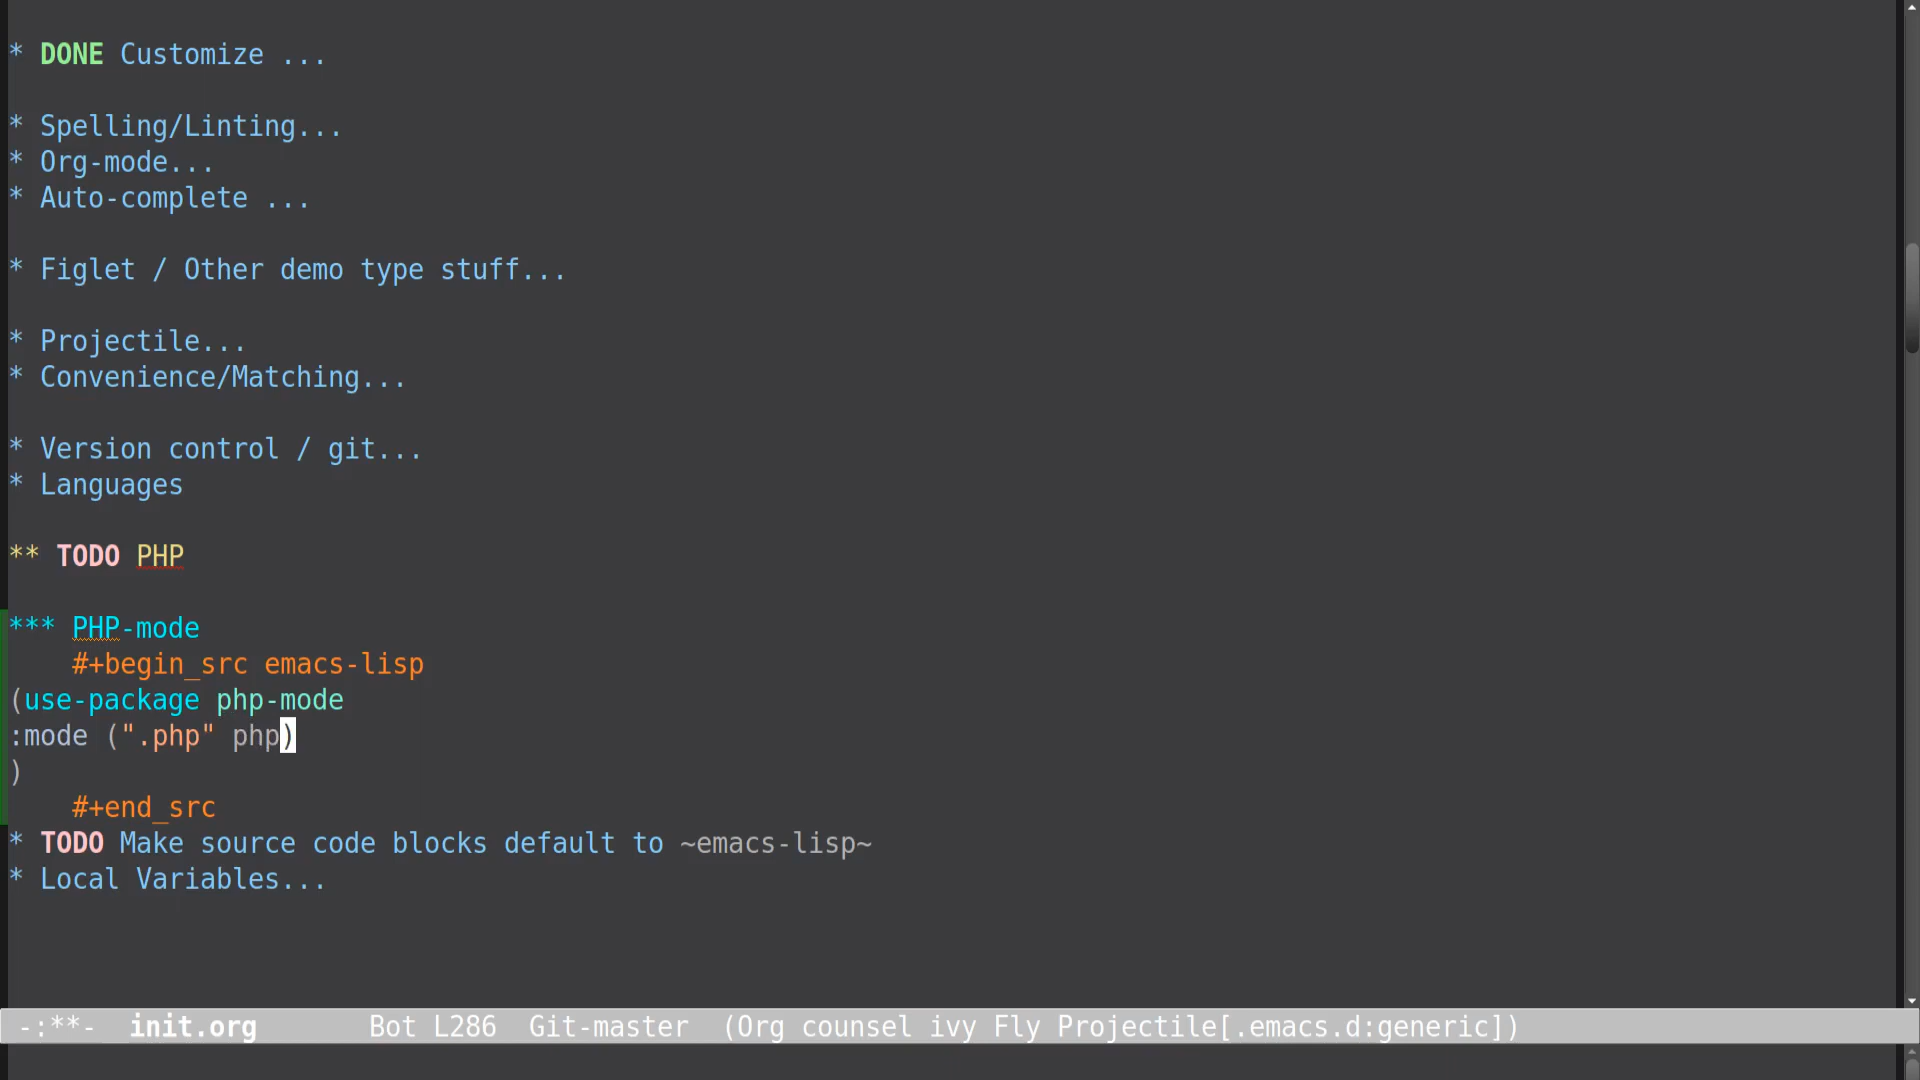 * DONE Customize ...
* Spelling/Linting...
* Org-mode...
* Auto-complete ...
* Figlet / Other demo type stuff...
* Projectile...
* Convenience/Matching...
* Version control / git...
* Languages
** TODO PHP
*** PHP-mode
#+begin_src emacs-lisp
(use-package php-mode
:mode (".php" php)
)
#+end_src
* TODO Make source code blocks default to ~emacs-lisp~
* Local Variables...
-:**- init.org Bot L286 Git-master (Org counsel ivy Fly Projectile[.emacs.d:generic])